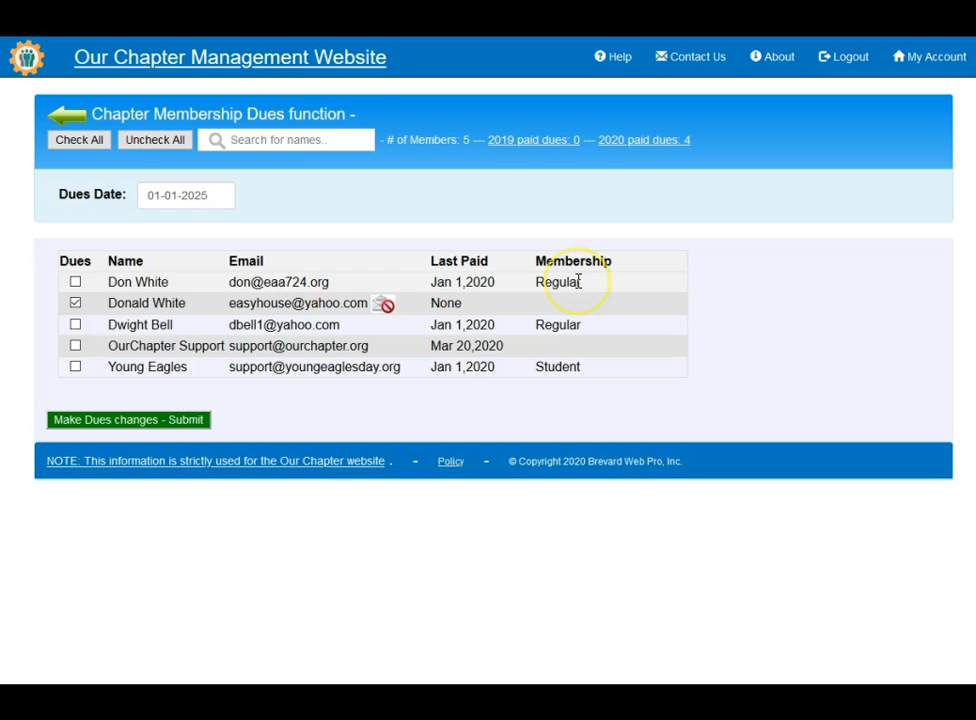 Our Chapter Management Website
Help
Contact Us
About
Logout
My Account
Chapter Membership Dues function -
Check All
Uncheck All
Search for names..
- # of Members: 5 --- 2019 paid dues: 0 --- 2020 paid dues: 4
Dues Date: 01-01-2025
Dues Name Email Last Paid Membership
Don White don@eaa724.org Jan 1,2020 Regular
Donald White easyhouse@yahoo.com None
Dwight Bell dbell1@yahoo.com Jan 1,2020 Regular
OurChapter Support support@ourchapter.org Mar 20,2020
Young Eagles support@youngeaglesday.org Jan 1,2020 Student
Make Dues changes - Submit
NOTE: This information is strictly used for the Our Chapter website . - Policy - © Copyright 2020 Brevard Web Pro, Inc.